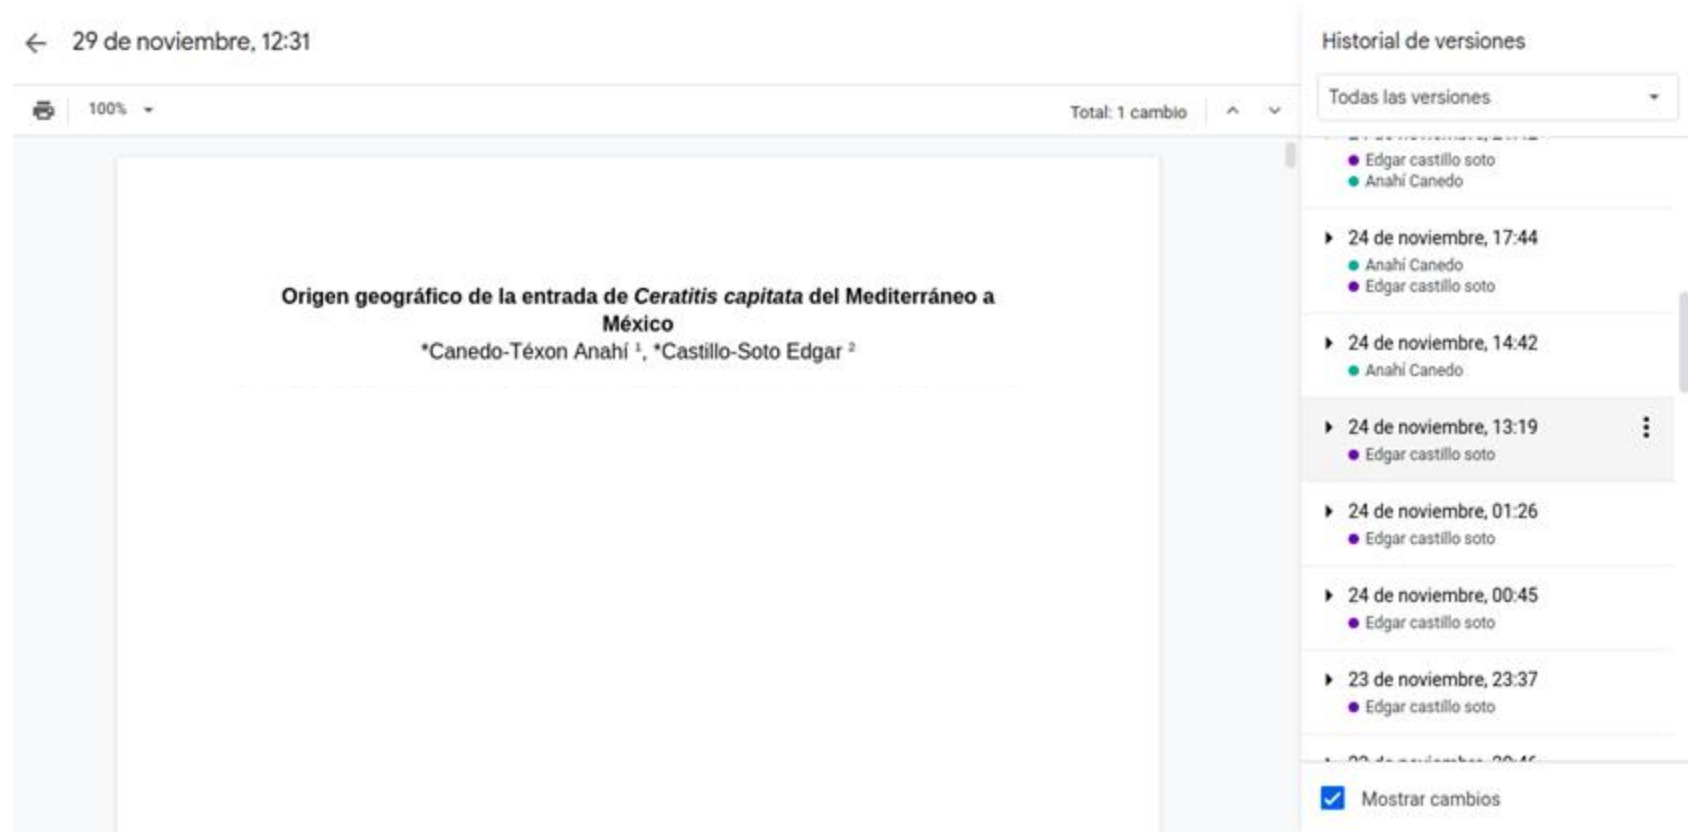 29 de noviembre, 12:31
100%
Total: 1 cambio
Origen geográfico de la entrada de Ceratitis capitata del Mediterráneo a
México
*Canedo-Téxon Anahí ¹, *Castillo-Soto Edgar ²
Historial de versiones
Todas las versiones
Edgar castillo soto
Anahí Canedo
24 de noviembre, 17:44
Anahí Canedo
Edgar castillo soto
24 de noviembre, 14:42
Anahí Canedo
24 de noviembre, 13:19
Edgar castillo soto
24 de noviembre, 01:26
Edgar castillo soto
24 de noviembre, 00:45
Edgar castillo soto
23 de noviembre, 23:37
Edgar castillo soto
Mostrar cambios